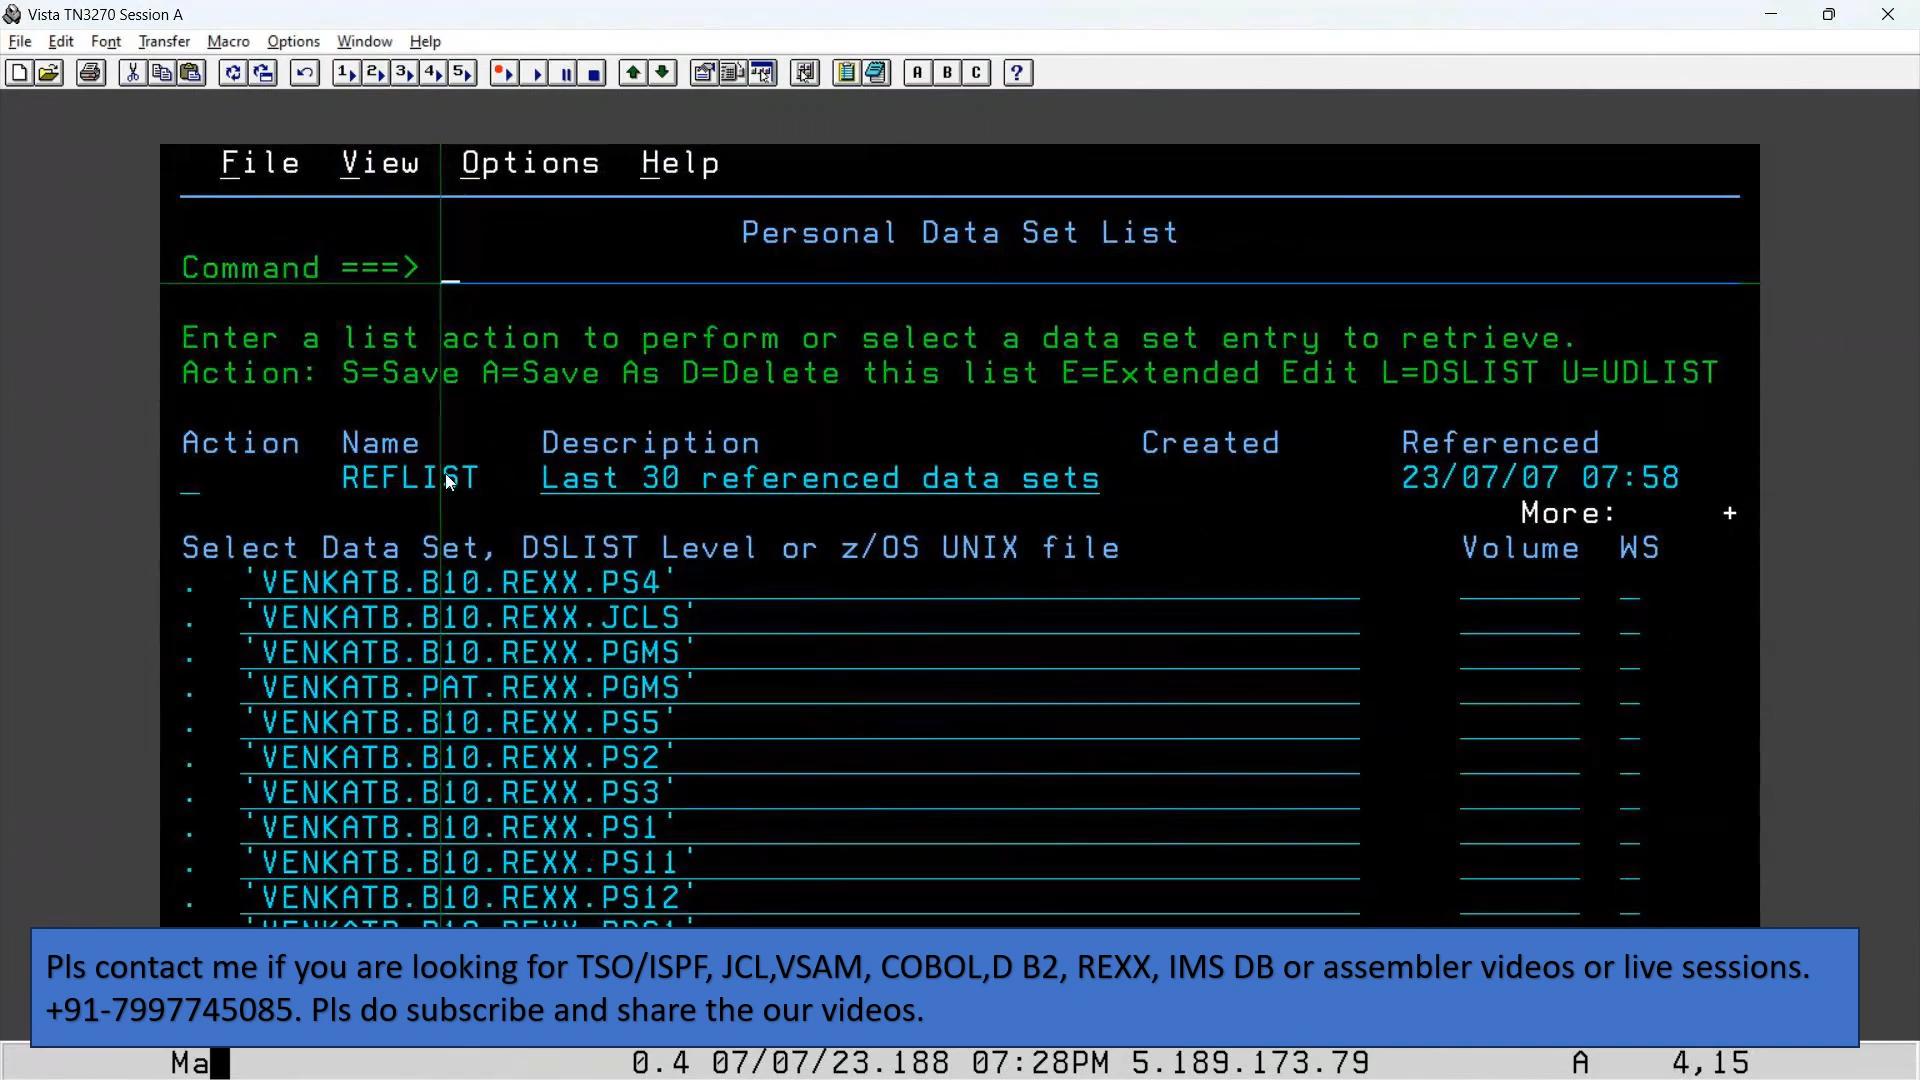 Vista TN3270 Session A
File Edit Font Transfer Macro Options Window Help
1 2 3 4 5 A B C ?
File View Options Help
Personal Data Set List
Command ===>
Enter a list action to perform or select a data set entry to retrieve.
Action: S=Save A=Save As D=Delete this list E=Extended Edit L=DSLIST U=UDLIST
Action Name Description Created Referenced
_ REFLIST Last 30 referenced data sets 23/07/07 07:58
More: +
Select Data Set, DSLIST Level or z/OS UNIX file Volume WS
. 'VENKATB.B10.REXX.PS4'
. 'VENKATB.B10.REXX.JCLS'
. 'VENKATB.B10.REXX.PGMS'
. 'VENKATB.PAT.REXX.PGMS'
. 'VENKATB.B10.REXX.PS5'
. 'VENKATB.B10.REXX.PS2'
. 'VENKATB.B10.REXX.PS3'
. 'VENKATB.B10.REXX.PS1'
. 'VENKATB.B10.REXX.PS11'
. 'VENKATB.B10.REXX.PS12'
Pls contact me if you are looking for TSO/ISPF, JCL,VSAM, COBOL,D B2, REXX, IMS DB or assembler videos or live sessions.
+91-7997745085. Pls do subscribe and share the our videos.
Ma 0.4 07/07/23.188 07:28PM 5.189.173.79 A 4,15